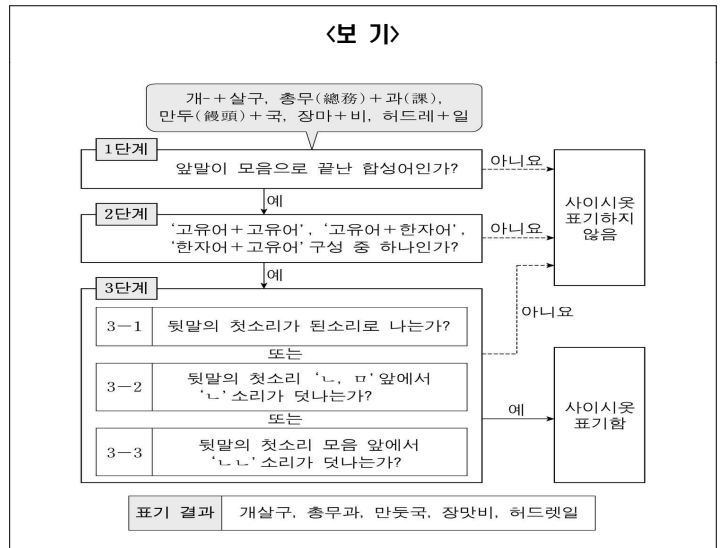 <보 기>
개-+살구, 총무(總務)+과(課),
만두(饅頭)+국, 장마+비, 허드레+일
1단계
앞말이 모음으로 끝난 합성어인가?
아니요
예
2단계
'고유어+고유어', '고유어+한자어',
'한자어+고유어' 구성 중 하나인가?
아니요
사이시옷
표기하지
않음
예
3단계
3-1
뒷말의 첫소리가 된소리로 나는가?
아니요
또는
3-2
뒷말의 첫소리 'ㄴ, ㅁ' 앞에서
'ㄴ' 소리가 덧나는가?
또는
3-3
뒷말의 첫소리 모음 앞에서
'ㄴㄴ' 소리가 덧나는가?
예
사이시옷
표기함
표기 결과
개살구, 총무과, 만둣국, 장맛비, 허드렛일